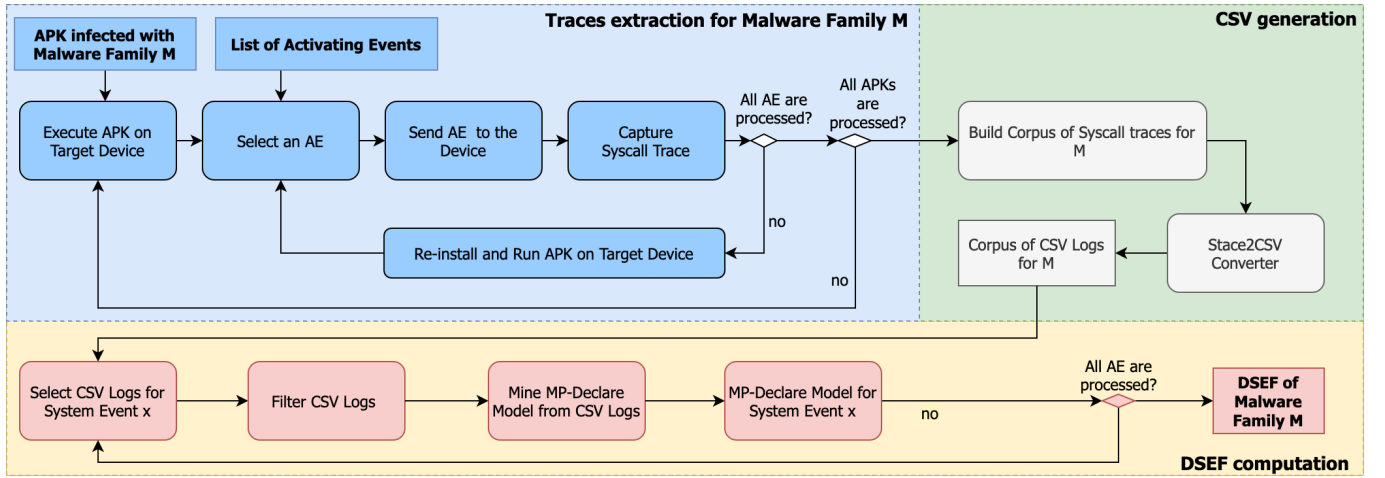 Traces extraction for Malware Family M
APK infected with
Malware Family M
List of Activating Events
Execute APK on
Target Device
Select an AE
Send AE to the
Device
Capture
Syscall Trace
All AE are
processed?
All APKs
are
processed?
no
Re-install and Run APK on Target Device
no
CSV generation
Build Corpus of Syscall traces for
M
Stace2CSV
Converter
Corpus of CSV Logs
for M
Select CSV Logs for
System Event x
Filter CSV Logs
Mine MP-Declare
Model from CSV Logs
MP-Declare Model for
System Event x
no
All AE are
processed?
DSEF of
Malware
Family M
DSEF computation